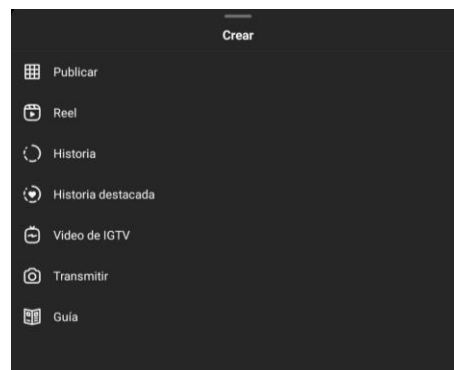 Crear
Publicar
Reel
Historia
Historia destacada
Video de IGTV
Transmitir
Guía